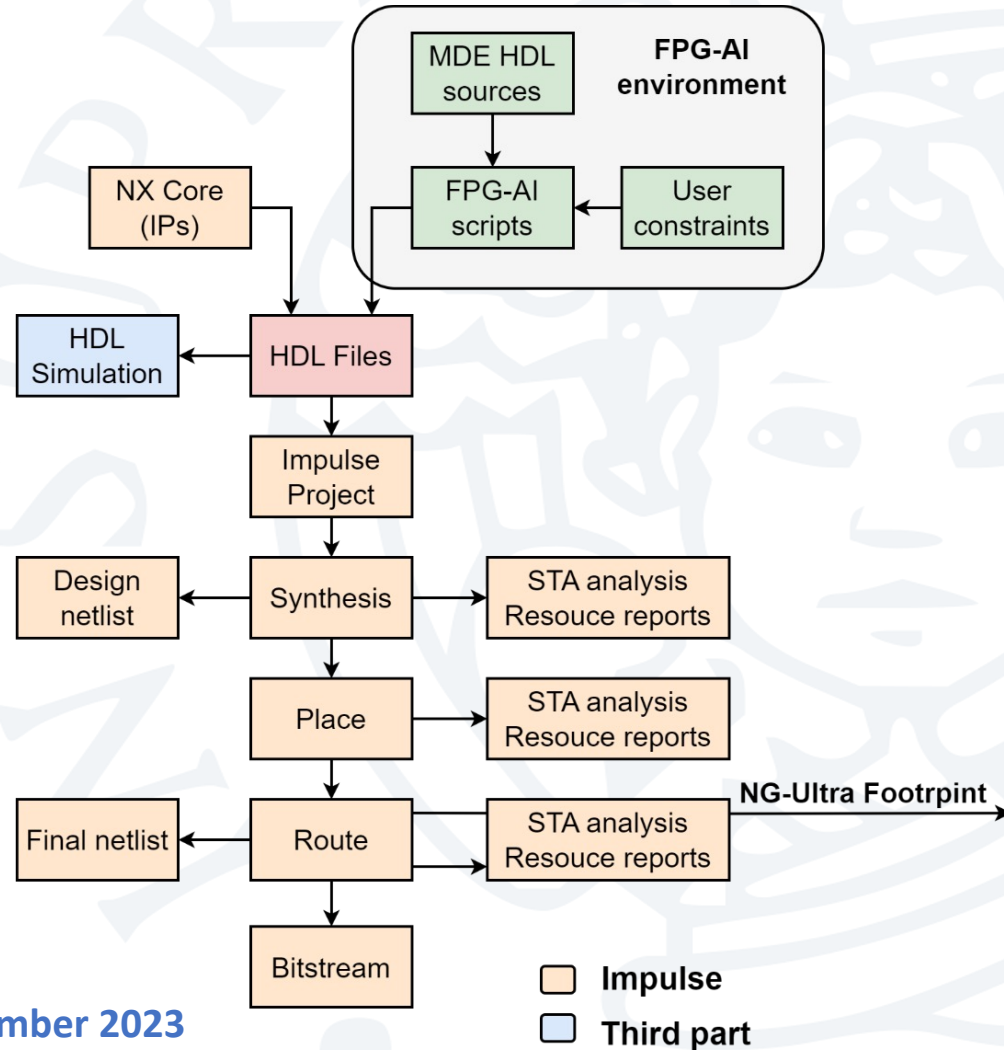 MDE HDL
sources
FPG-AI
environment
NX Core
(IPs)
FPG-AI
scripts
User
constraints
HDL
Simulation
HDL Files
Impulse
Project
Design
netlist
Synthesis
STA analysis
Resouce reports
Place
STA analysis
Resouce reports
NG-Ultra Footrpint
Final netlist
Route
STA analysis
Resouce reports
Bitstream
Impulse
Third part
mber 2023